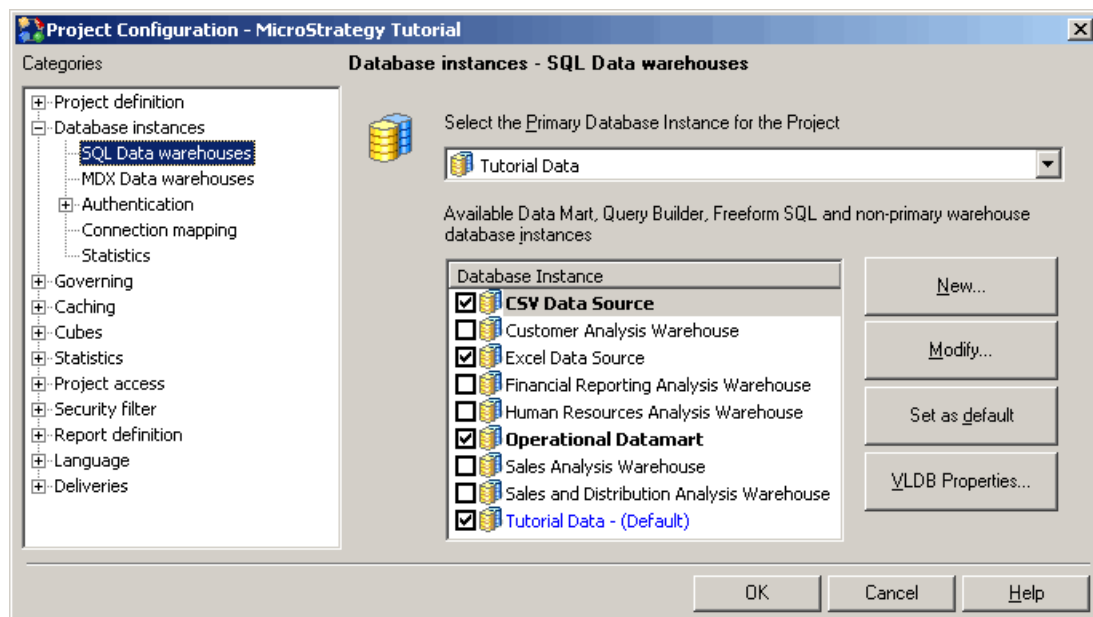 Project Configuration - MicroStrategy Tutorial
Categories
Project definition
Database instances
SQL Data warehouses
MDX Data warehouses
Authentication
Connection mapping
Statistics
Governing
Caching
Cubes
Statistics
Project access
Security filter
Report definition
Language
Deliveries
Database instances - SQL Data warehouses
Select the Primary Database Instance for the Project
Tutorial Data
Available Data Mart, Query Builder, Freeform SQL and non-primary warehouse
database instances
Database Instance
CSV Data Source
Customer Analysis Warehouse
Excel Data Source
Financial Reporting Analysis Warehouse
Human Resources Analysis Warehouse
Operational Datamart
Sales Analysis Warehouse
Sales and Distribution Analysis Warehouse
Tutorial Data - (Default)
New...
Modify...
Set as default
VLDB Properties...
OK
Cancel
Help